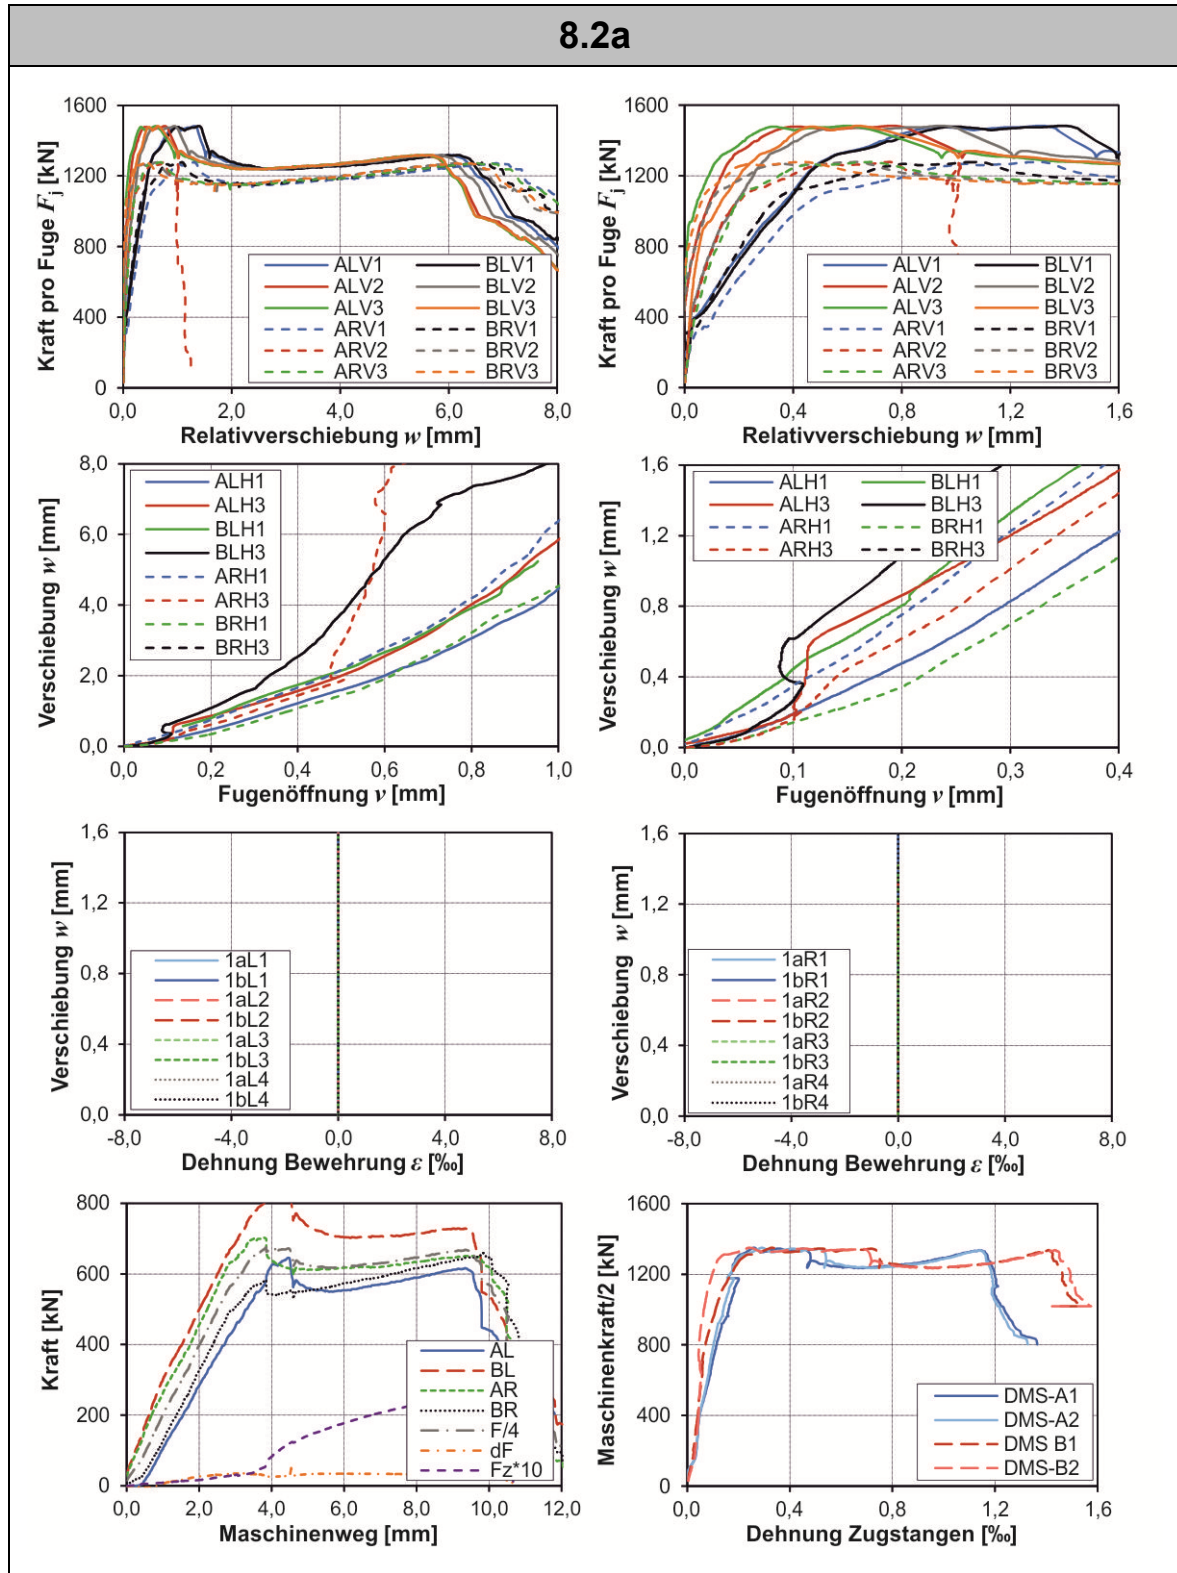 8.2a
Kraft pro Fuge Fj [kN]
1600
1200
800
400
0
ALV1 BLV1
ALV2 BLV2
ALV3 BLV3
ARV1 BRV1
ARV2 BRV2
ARV3 BRV3
0,0 2,0 4,0 6,0 8,0
Relativverschiebung w [mm]
Kraft pro Fuge Fj [kN]
1600
1200
800
400
0
ALV1 BLV1
ALV2 BLV2
ALV3 BLV3
ARV1 BRV1
ARV2 BRV2
ARV3 BRV3
0,0 0,4 0,8 1,2 1,6
Relativverschiebung w [mm]
Verschiebung w [mm]
8,0
6,0
4,0
2,0
0,0
ALH1
ALH3
BLH1
BLH3
ARH1
ARH3
BRH1
BRH3
0,0 0,2 0,4 0,6 0,8 1,0
Fugenöffnung v [mm]
Verschiebung w [mm]
1,6
1,2
0,8
0,4
0,0
ALH1 BLH1
ALH3 BLH3
ARH1 BRH1
ARH3 BRH3
0,0 0,1 0,2 0,3 0,4
Fugenöffnung v [mm]
Verschiebung w [mm]
1,6
1,2
0,8
0,4
0,0
1aL1
1bL1
1aL2
1bL2
1aL3
1bL3
1aL4
1bL4
-8,0 -4,0 0,0 4,0 8,0
Dehnung Bewehrung ε [‰]
Verschiebung w [mm]
1,6
1,2
0,8
0,4
0,0
1aR1
1bR1
1aR2
1bR2
1aR3
1bR3
1aR4
1bR4
-8,0 -4,0 0,0 4,0 8,0
Dehnung Bewehrung ε [‰]
Kraft [kN]
800
600
400
200
0
AL
BL
AR
BR
F/4
dF
Fz*10
0,0 2,0 4,0 6,0 8,0 10,0 12,0
Maschinenweg [mm]
Maschinenkraft/2 [kN]
1600
1200
800
400
0
DMS-A1
DMS-A2
DMS B1
DMS-B2
0,0 0,4 0,8 1,2 1,6
Dehnung Zugstangen [‰]